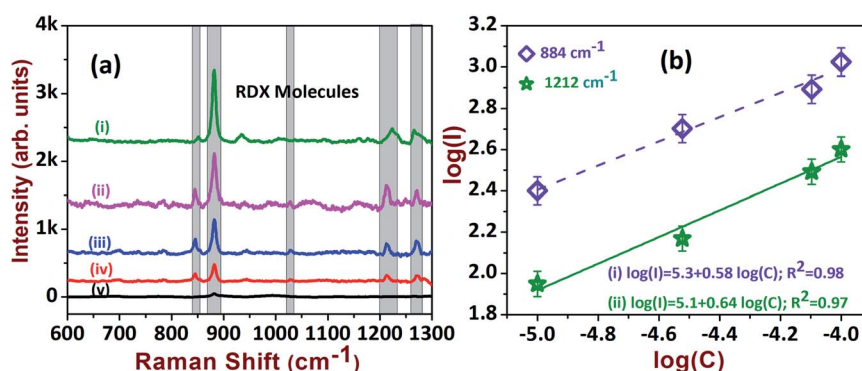 4k
3k
2k
1k
0
Intensity (arb. units)
(a)
RDX Molecules
(i)
(ii)
(iii)
(iv)
(v)
600 700 800 900 1000 1100 1200 1300
Raman Shift (cm-1)
3.2
3.0
2.8
2.6
2.4
2.2
2.0
1.8
log(I)
884 cm-1
1212 cm-1
(b)
(i) log(I)=5.3+0.58 log(C); R2=0.98
(ii) log(I)=5.1+0.64 log(C); R2=0.97
-5.0 -4.8 -4.6 -4.4 -4.2 -4.0
log(C)